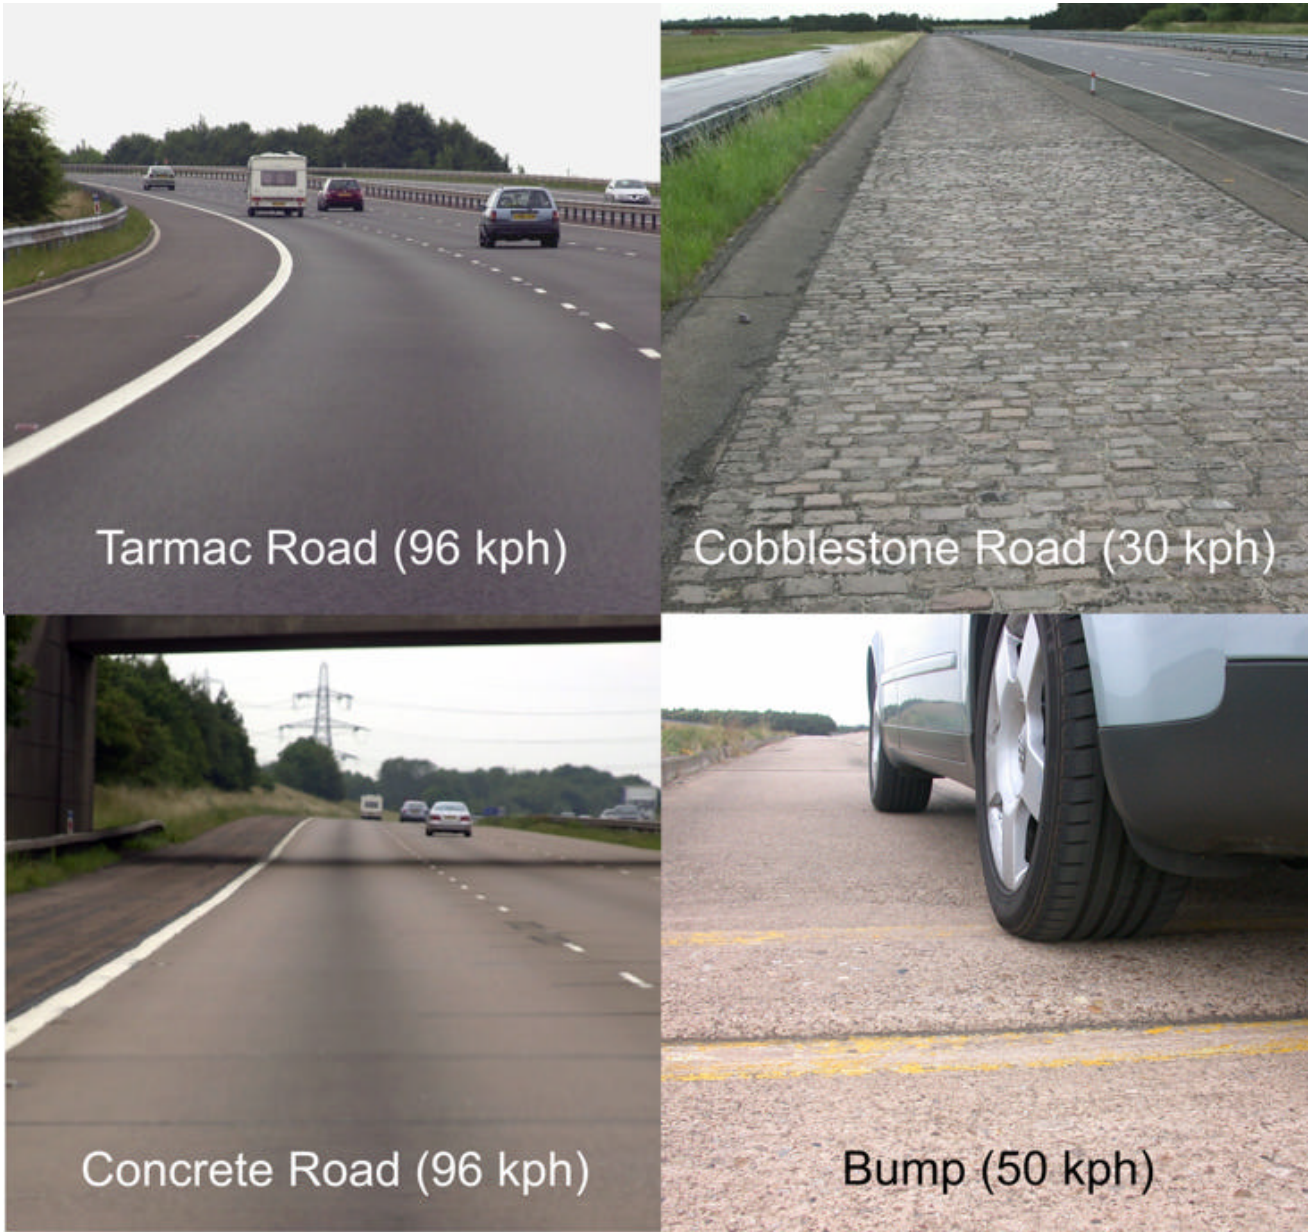 Tarmac Road (96 kph)
Cobblestone Road (30 kph)
Concrete Road (96 kph)
Bump (50 kph)